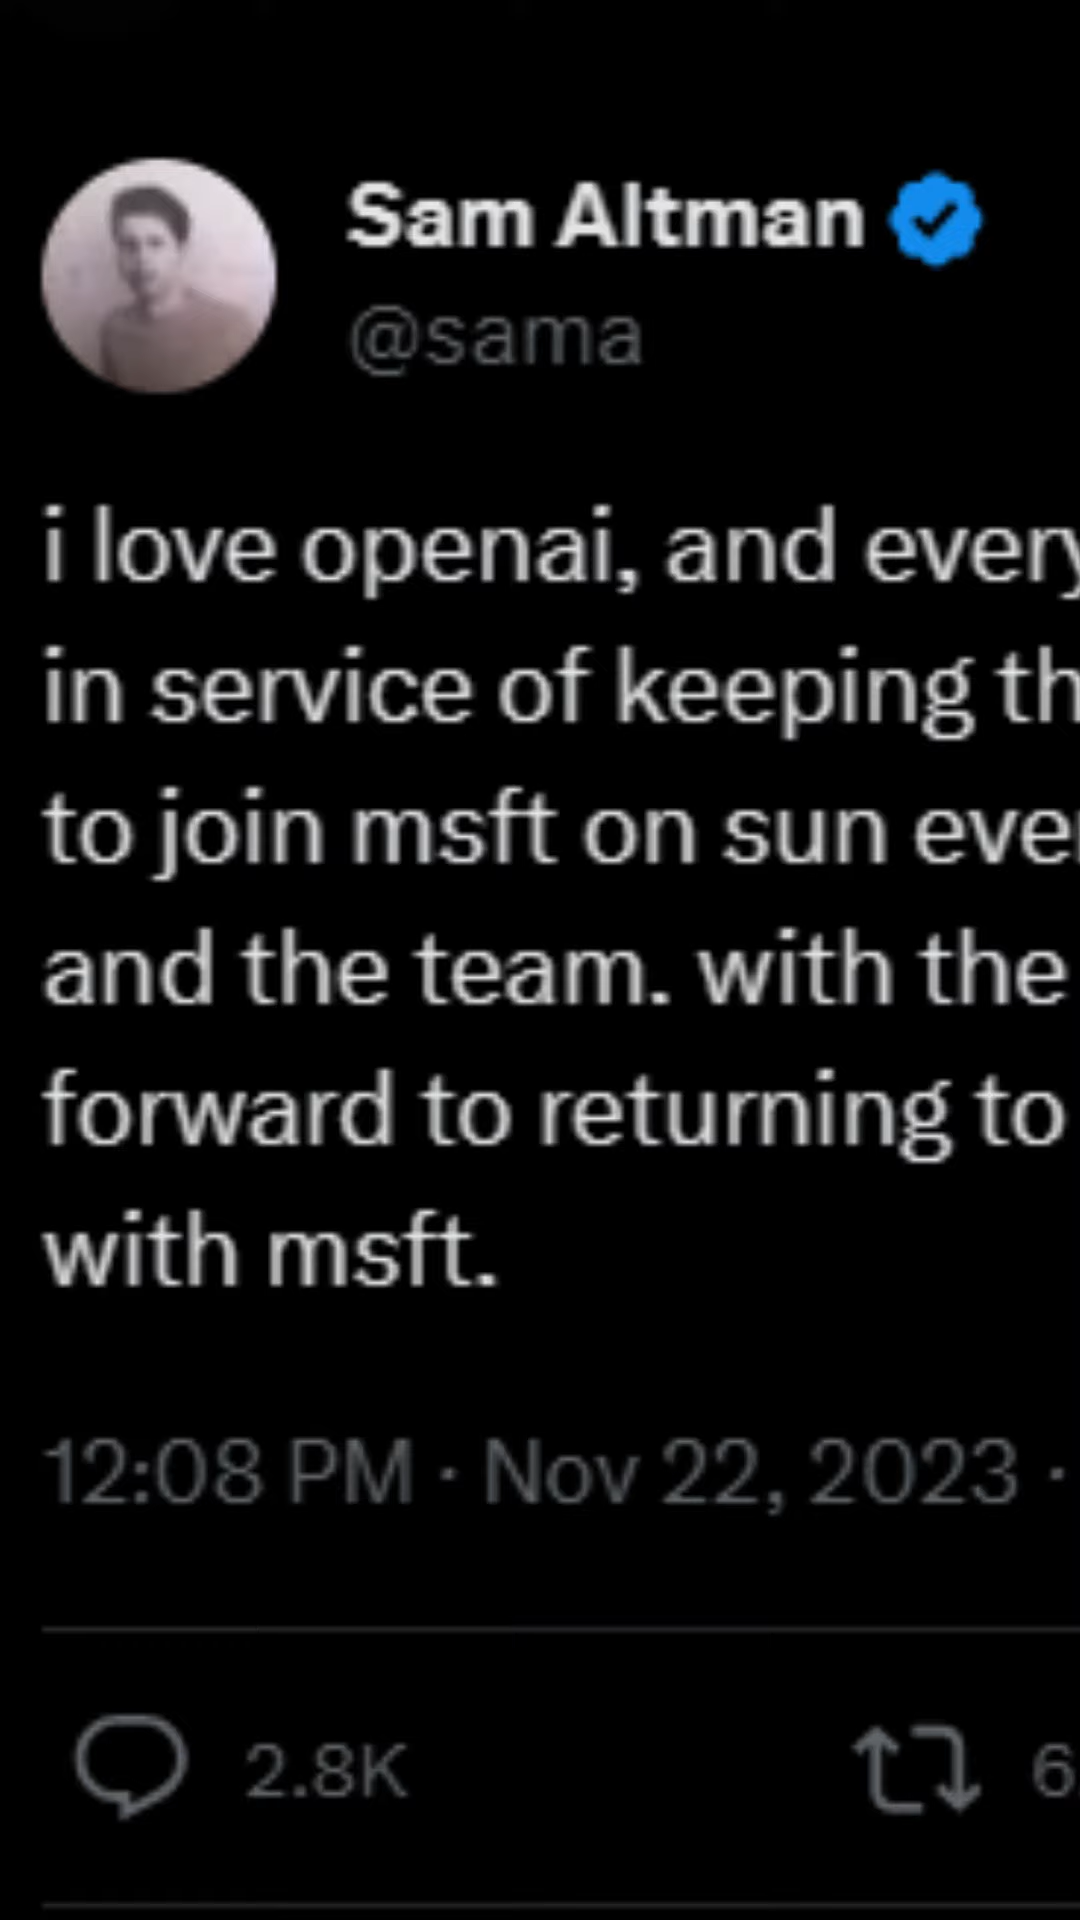 Sam Altman
@sama
i love openai, and every
in service of keeping th
to join msft on sun eve
and the team. with the
forward to returning to
with msft.
12:08 PM · Nov 22, 2023 ·
2.8K 6